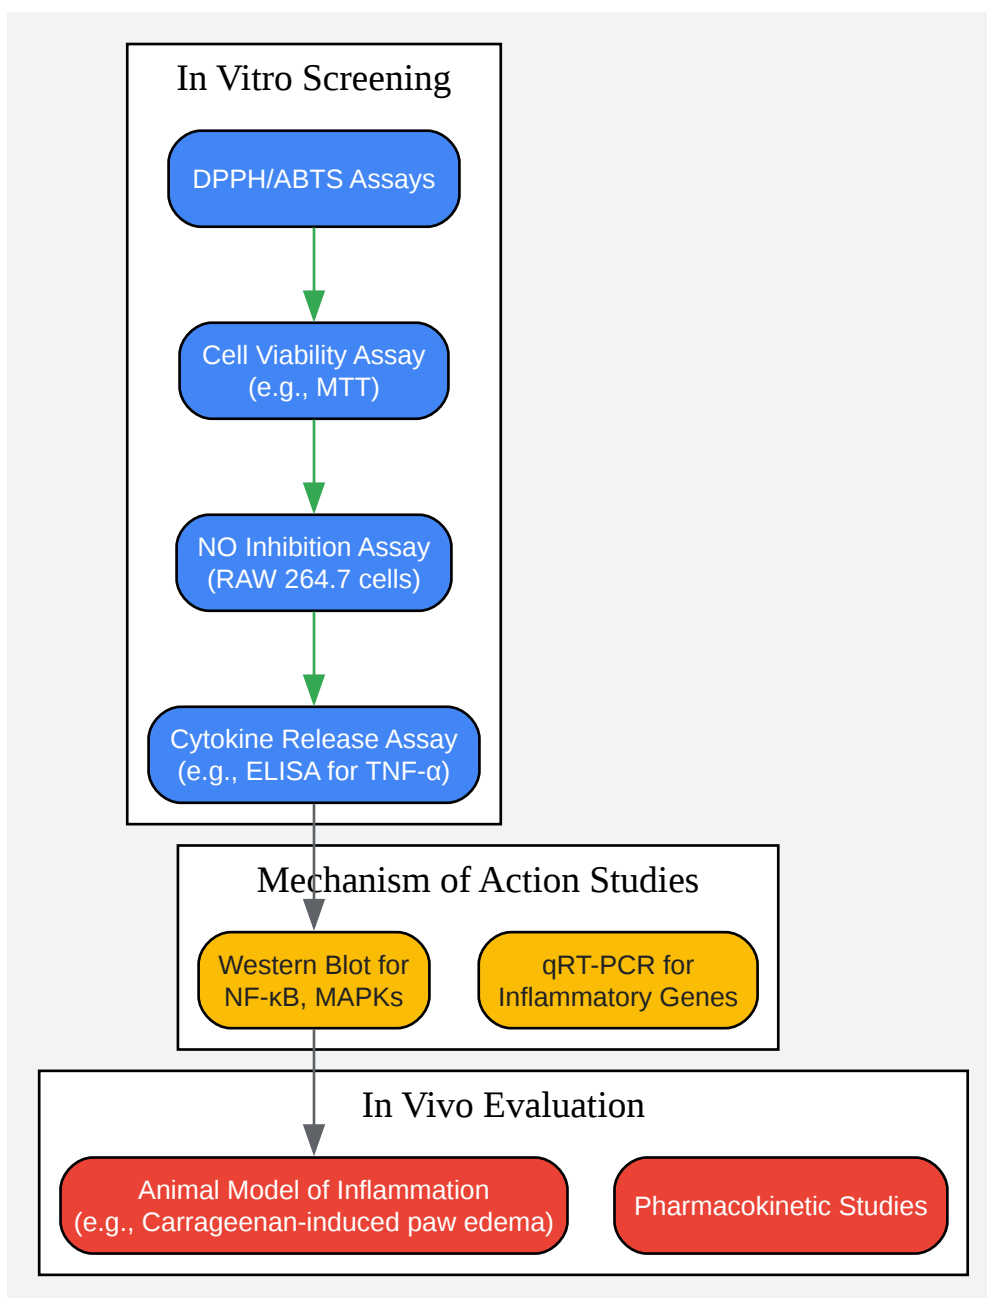 In Vitro Screening
DPPH/ABTS Assays
Cell Viability Assay
(e.g., MTT)
NO Inhibition Assay
(RAW 264.7 cells)
Cytokine Release Assay
(e.g., ELISA for TNF-α)
Mechanism of Action Studies
Western Blot for
NF-κB, MAPKs
qRT-PCR for
Inflammatory Genes
In Vivo Evaluation
Animal Model of Inflammation
(e.g., Carrageenan-induced paw edema)
Pharmacokinetic Studies